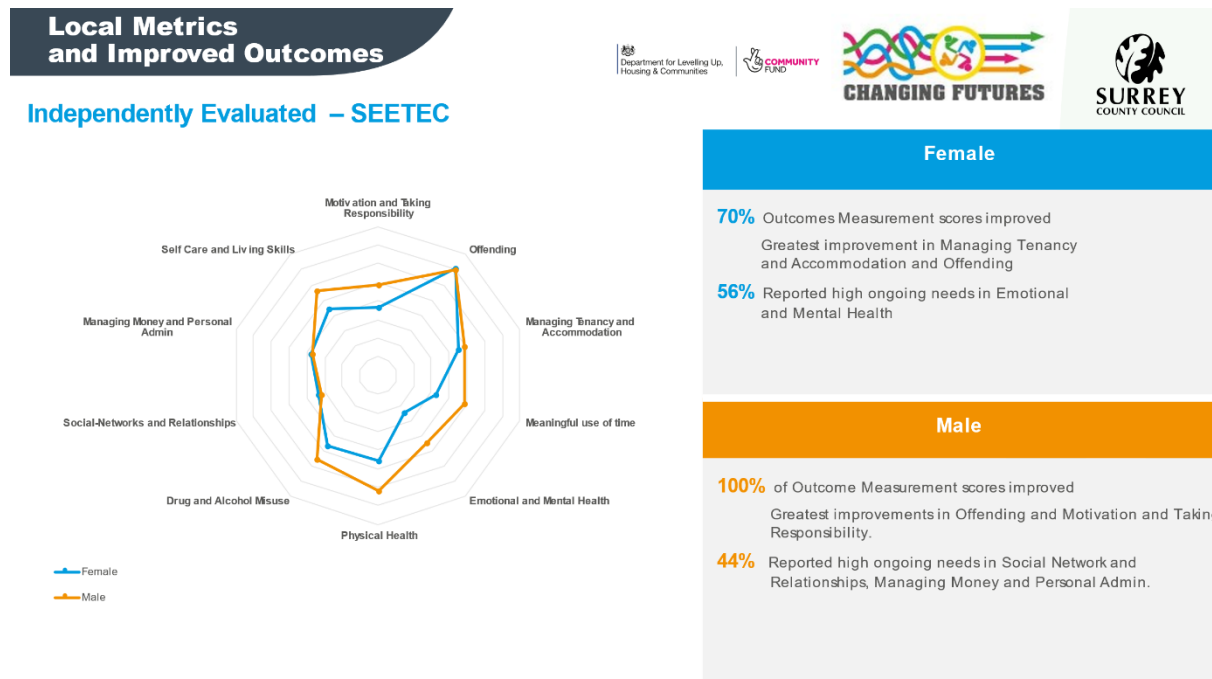 Local Metrics
and Improved Outcomes
Department for Levelling Up,
Housing & Communities
COMMUNITY
FUND
CHANGING FUTURES
SURREY
COUNTY COUNCIL
Independently Evaluated – SEETEC
Motivation and Taking
Responsibility
Offending
Managing Tenancy and
Accommodation
Meaningful use of time
Emotional and Mental Health
Physical Health
Drug and Alcohol Misuse
Social-Networks and Relationships
Managing Money and Personal
Admin
Self Care and Living Skills
Female
Male
Female
70% Outcomes Measurement scores improved
Greatest improvement in Managing Tenancy
and Accommodation and Offending
56% Reported high ongoing needs in Emotional
and Mental Health
Male
100% of Outcome Measurement scores improved
Greatest improvements in Offending and Motivation and Takin
Responsibility.
44% Reported high ongoing needs in Social Network and
Relationships, Managing Money and Personal Admin.